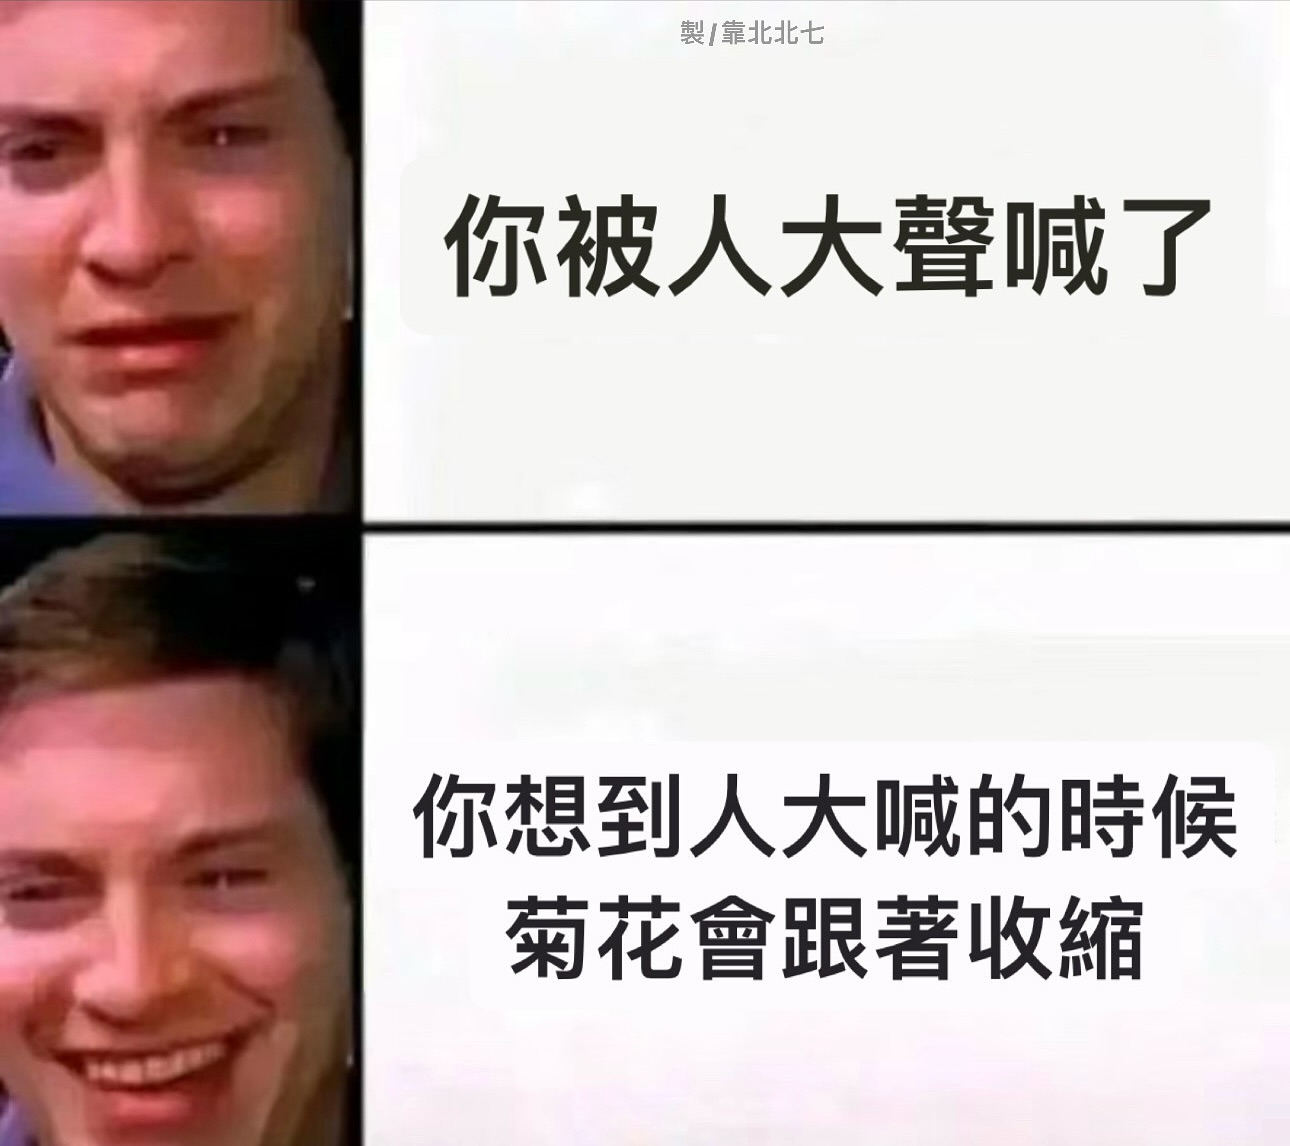 製/靠北北七
你被人大聲喊了
你想到人大喊的時候
菊花會跟著收縮